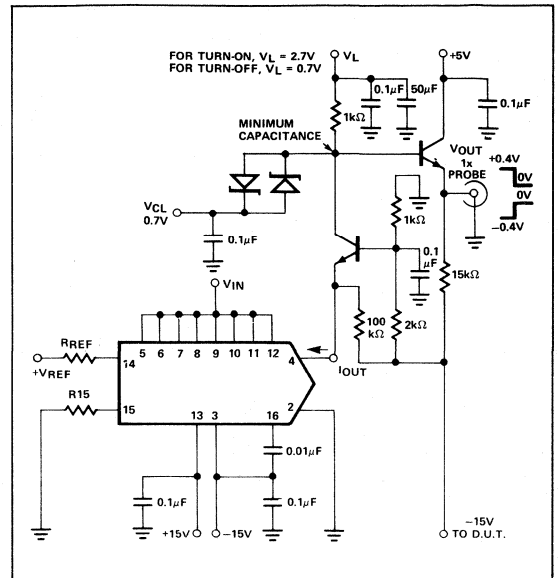 FOR TURN-ON, VL = 2.7V
FOR TURN-OFF, VL = 0.7V
VL
+5V
0.1μF
50μF
0.1μF
1kΩ
MINIMUM
CAPACITANCE
VOUT
1x
PROBE
+0.4V
0V
0V
-0.4V
VCL
0.7V
0.1μF
1kΩ
0.1
μF
15kΩ
VIN
100
kΩ
2kΩ
5 6 7 8 9 10 11 12
RREF
+VREF
14
4
IOUT
R15
15
13 3 16
2
0.01μF
0.1μF
0.1μF
+15V
-15V
-15V
TO D.U.T.